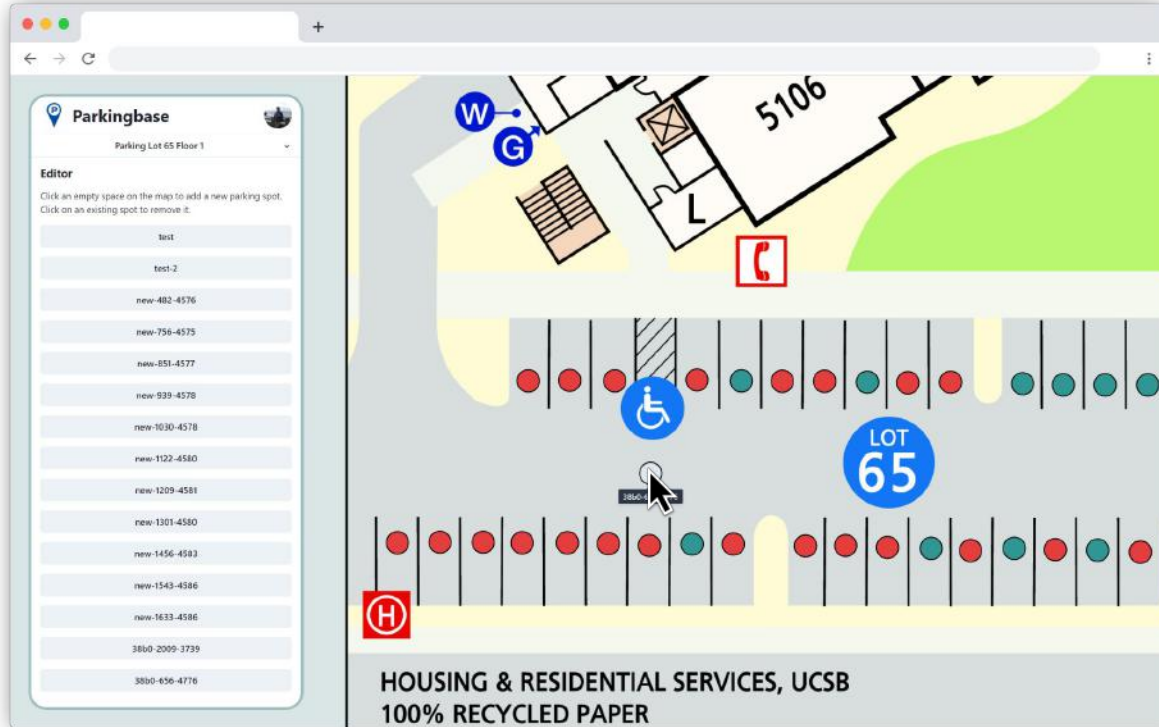 Parkingbase
Parking Lot 65 Floor 1
Editor
Click an empty space on the map to add a new parking spot.
Click on an existing spot to remove it.
test
test-2
new-482-4576
new-756-4575
new-851-4577
new-939-4578
new-1030-4578
new-1122-4580
new-1209-4581
new-1301-4580
new-1456-4583
new-1543-4586
new-1633-4586
38b0-2009-3739
38b0-656-4776
W
G
5106
L
LOT
65
H
HOUSING & RESIDENTIAL SERVICES, UCSB
100% RECYCLED PAPER